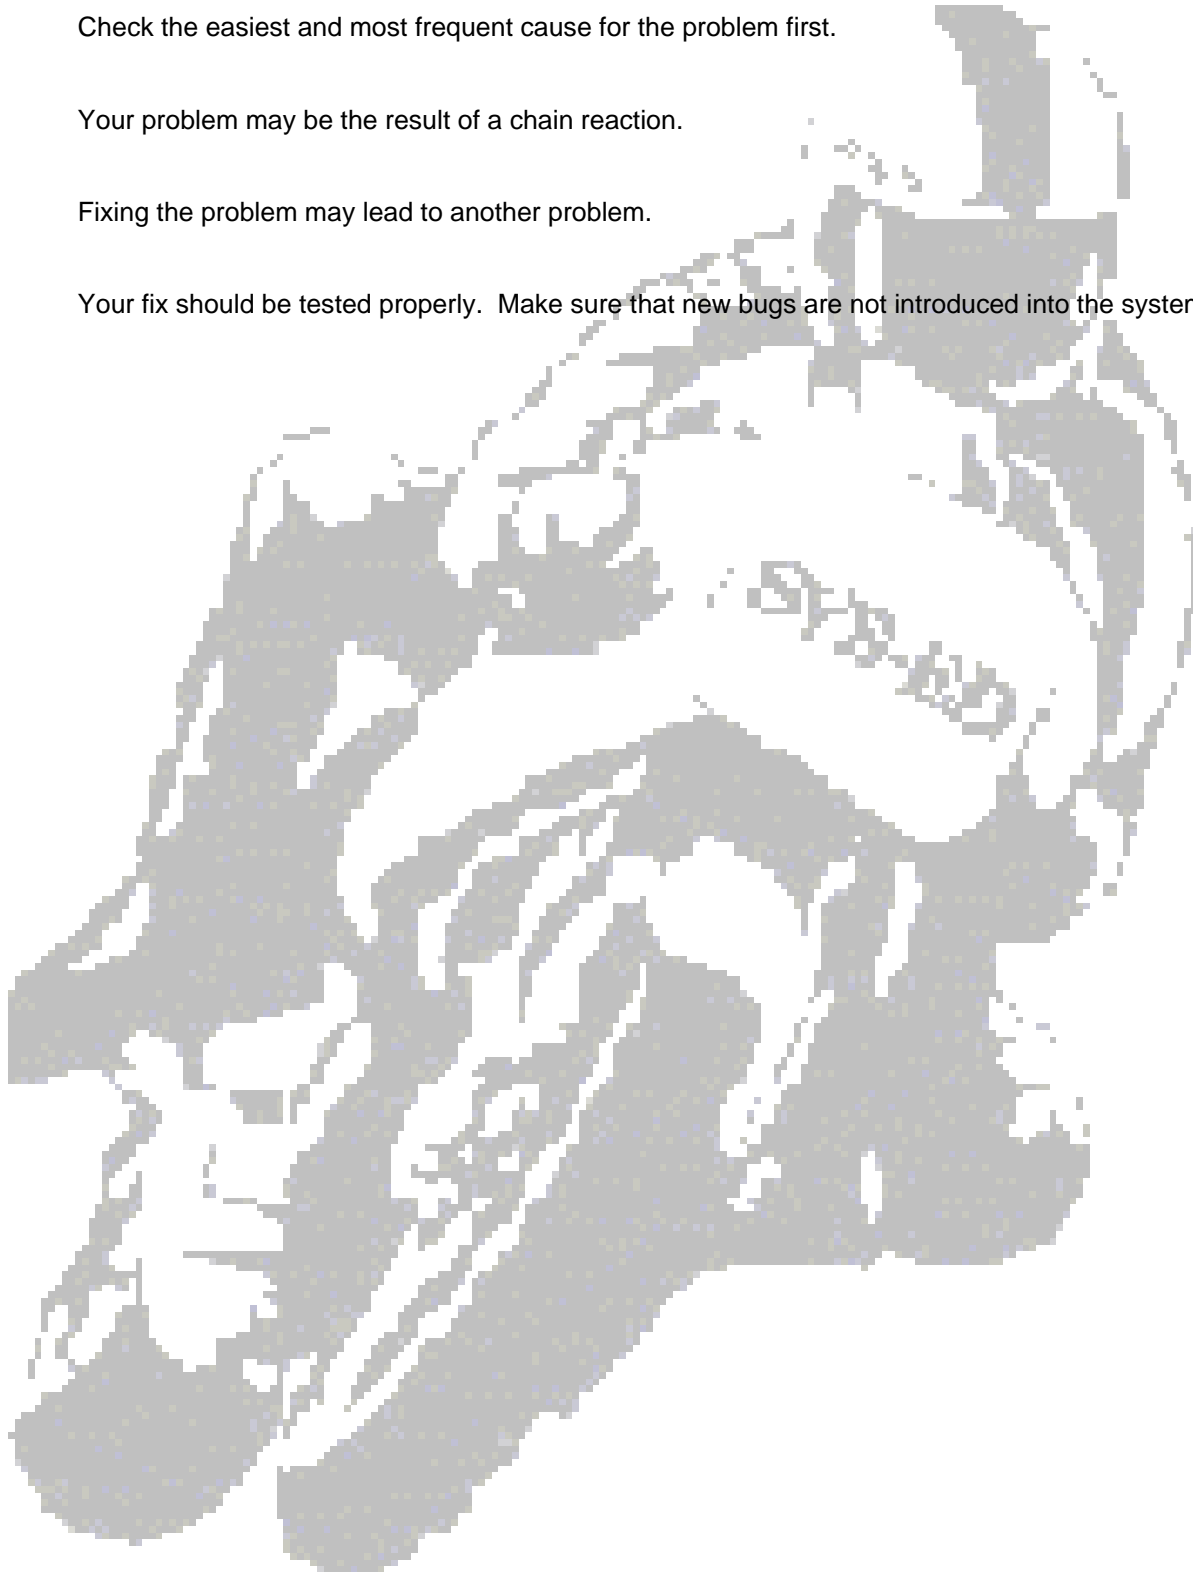 Check the easiest and most frequent cause for the problem first.
Your problem may be the result of a chain reaction.
Fixing the problem may lead to another problem.
Your fix should be tested properly.  Make sure that new bugs are not introduced into the
SYS-ED